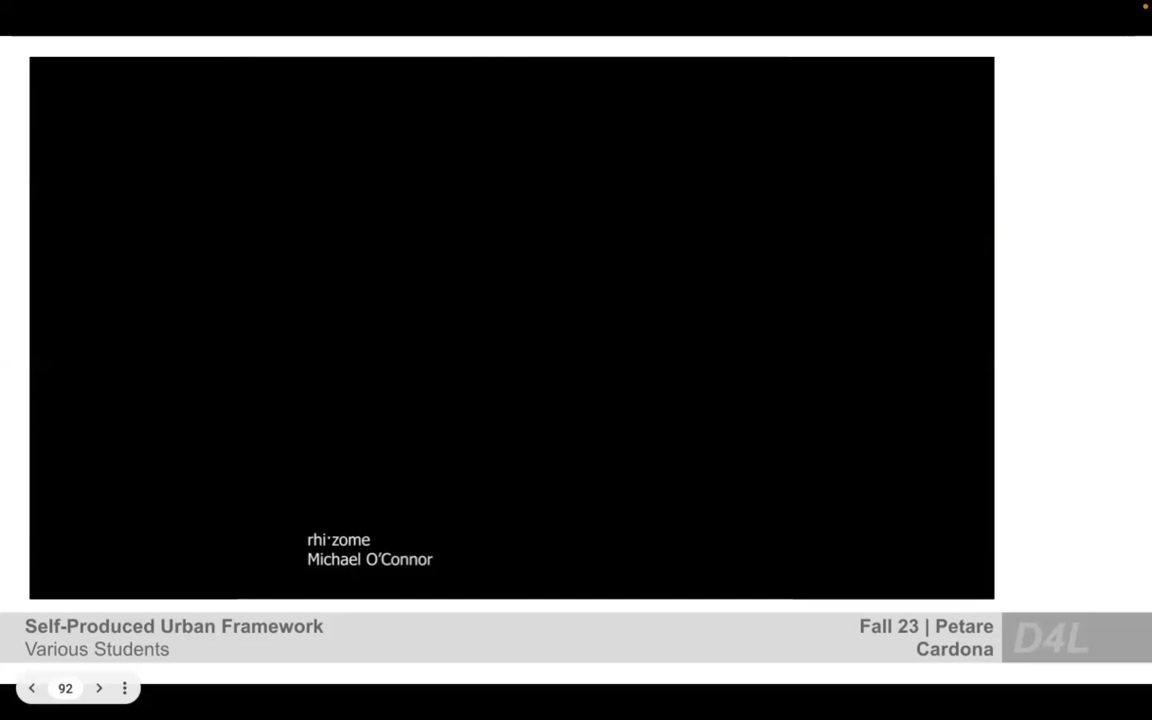 rhi·zome
Michael O’Connor
Self-Produced Urban Framework
Various Students
Fall 23 | Petare
Cardona
D4L
92